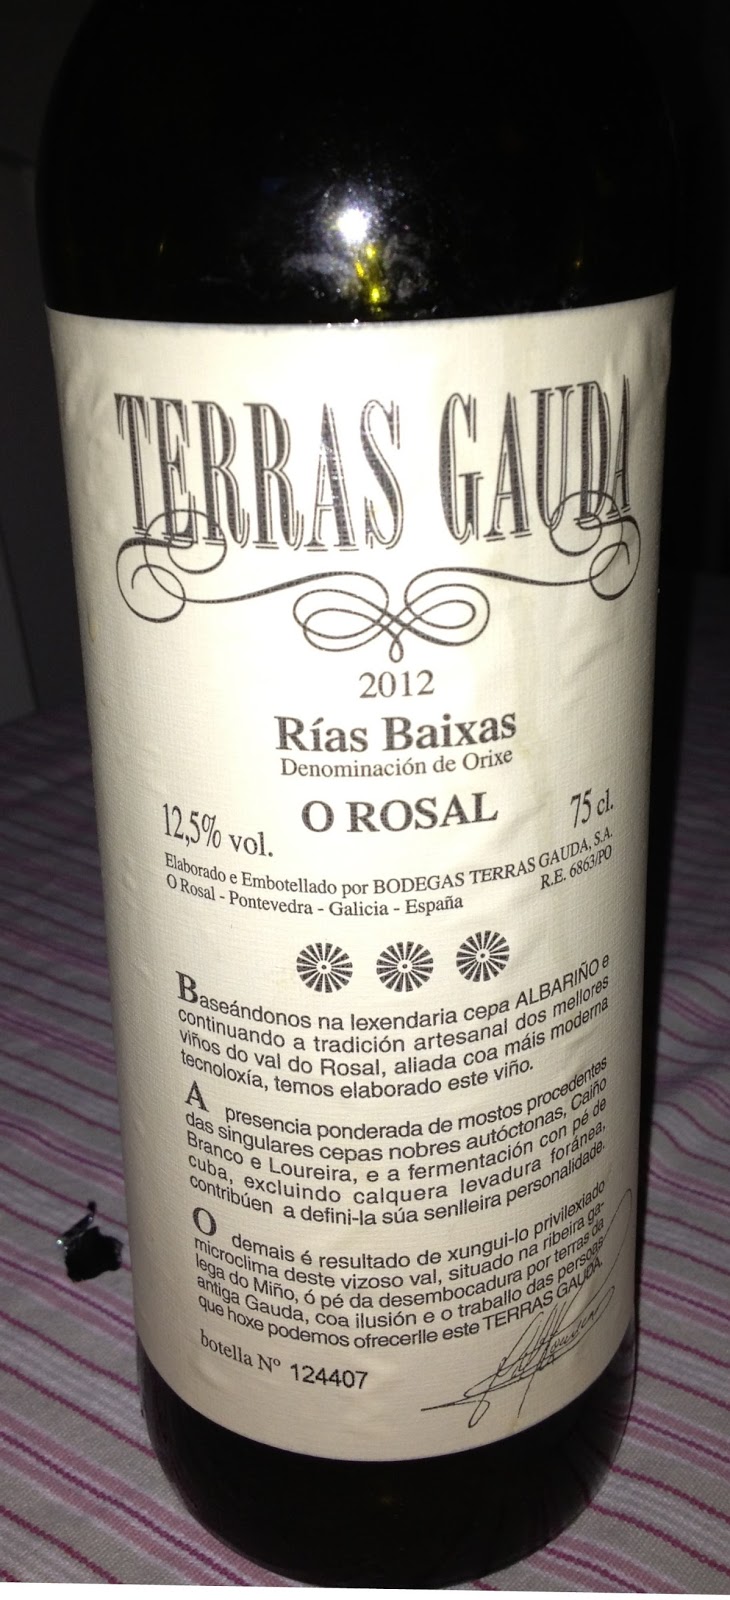 TERRAS GAUDA
2012
Rías Baixas
Denominación de Orixe
12,5% vol. O ROSAL 75 cl.
Elaborado e Embotellado por BODEGAS TERRAS GAUDA, S.A.
O Rosal - Pontevedra - Galicia - España R.E. 6863/PO
Baseándonos na lexendaria cepa ALBARIÑO e
continuando a tradición artesanal dos mellores
viños do val do Rosal, aliada coa máis moderna
tecnoloxía, temos elaborado este viño.
A presencia ponderada de mostos procedentes
das singulares cepas nobres autóctonas, Caiño
Branco e Loureira, e a fermentación con pé de
cuba, excluindo calquera levadura foránea,
contribúen a defini-la súa senlleira personalidade.
O demais é resultado de xungui-lo privilexiado
microclima deste vizoso val, situado na ribeira ga-
lega do Miño, ó pé da desembocadura por terras da
antiga Gauda, coa ilusión e o traballo das persoas
que hoxe podemos ofrecerlle este TERRAS GAUDA.
botella Nº 124407